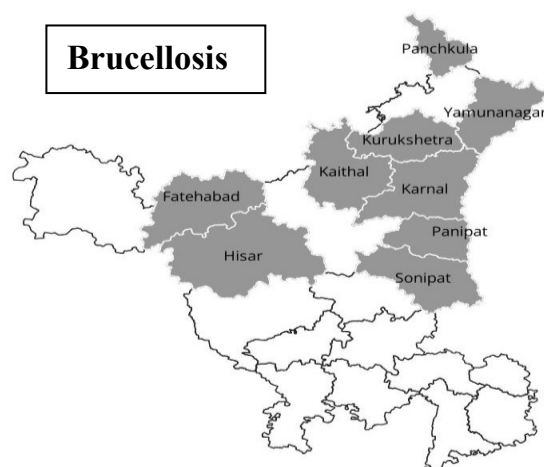 Brucellosis
Panchkula
Yamunanagar
Kurukshetra
Kaithal
Karnal
Fatehabad
Panipat
Hisar
Sonipat